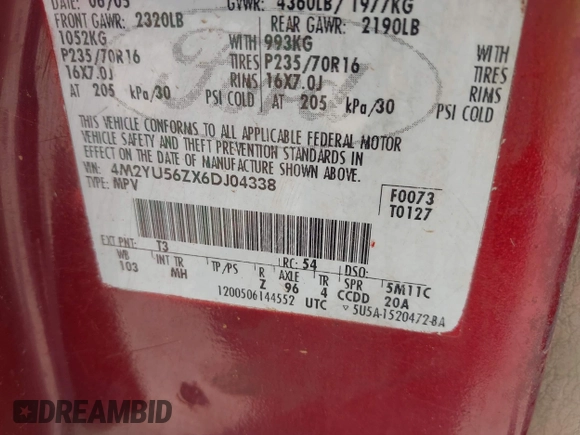 DATE: 06/05 GVWR: 4360LB/ 1977KG
FRONT GAWR: 2320LB REAR GAWR: 2190LB
1052KG WITH 993KG WITH
P235/70R16 TIRES P235/70R16 TIRES
16X7.0J RIMS 16X7.0J RIMS
AT 205 kPa/30 PSI COLD AT 205 kPa/30 PSI COLD
Ford
THIS VEHICLE CONFORMS TO ALL APPLICABLE FEDERAL MOTOR
VEHICLE SAFETY AND THEFT PREVENTION STANDARDS IN
EFFECT ON THE DATE OF MANUFACTURE SHOWN ABOVE.
VIN: 4M2YU56ZX6DJ04338
TYPE: MPV
F0073
T0127
EXT PNT: T3 RC: 54 DSO:
WB INT TR TP/PS R AXLE TR SPR 5M11C
103 MH Z 96 4 CCDD 20A
1200506144552 UTC ▽ 5U5A-1520472-BA
DREAMBID